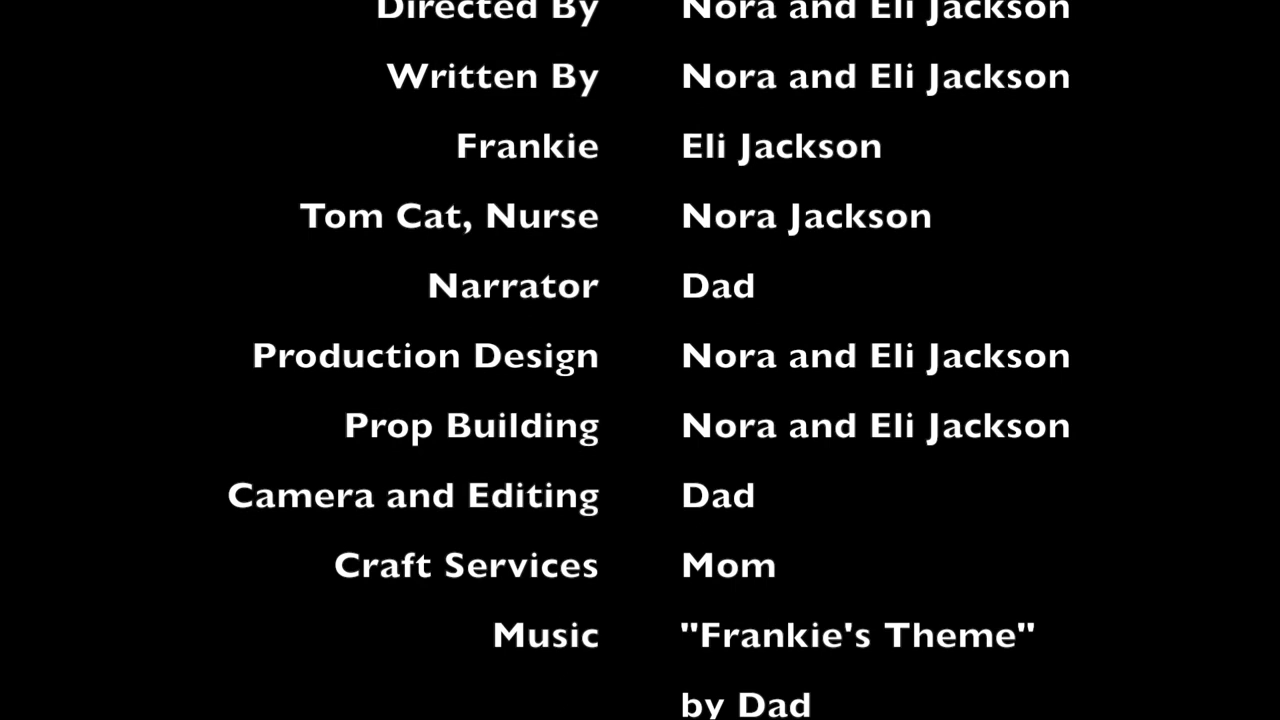 Directed By Nora and Eli Jackson
Written By Nora and Eli Jackson
Frankie Eli Jackson
Tom Cat, Nurse Nora Jackson
Narrator Dad
Production Design Nora and Eli Jackson
Prop Building Nora and Eli Jackson
Camera and Editing Dad
Craft Services Mom
Music "Frankie's Theme"
by Dad